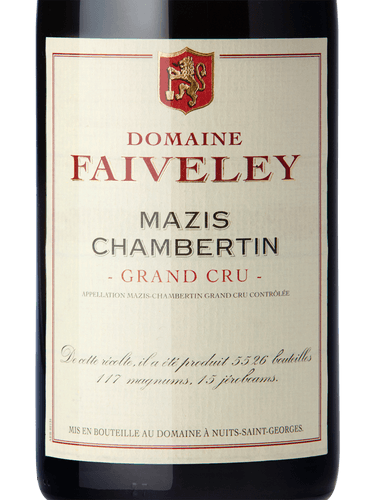 DOMAINE
FAIVELEY
MAZIS
CHAMBERTIN
- GRAND CRU -
APPELLATION MAZIS-CHAMBERTIN GRAND CRU CONTRÔLÉE
De cette récolte, il a été produit 5526 bouteilles
117 magnums, 15 jéroboams.
MIS EN BOUTEILLE AU DOMAINE À NUITS-SAINT-GEORGES.